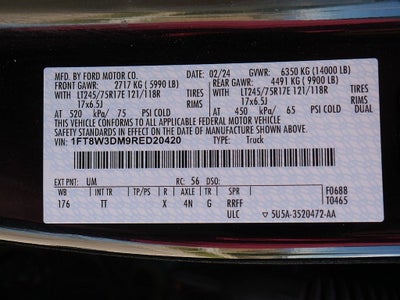 MFD. BY FORD MOTOR CO. 02/24 GVWR: 6350 KG (14000 LB)
FRONT GAWR: 2717 KG ( 5990 LB) REAR GAWR: 4491 KG ( 9900 LB)
WITH LT245/75R17E 121/118R WITH LT245/75R17E 121/118R
17x6.5J RIMS 17x6.5J RIMS
AT 520 kPa/ 75 PSI COLD AT 450 kPa/ 65 PSI COLD DUAL
THIS VEHICLE CONFORMS TO ALL APPLICABLE FEDERAL MOTOR VEHICLE
SAFETY STANDARDS IN EFFECT ON THE DATE OF MANUFACTURE SHOWN ABOVE.
VIN: 1FT8W3DM9RED20420 TYPE: Truck
EXT PNT: UM RC: 56 DSO:
WB INT TR TP/PS R AXLE TR SPR F0688
176 TT X 4N G RRFF T0465
ULC 5U5A-3520472-AA